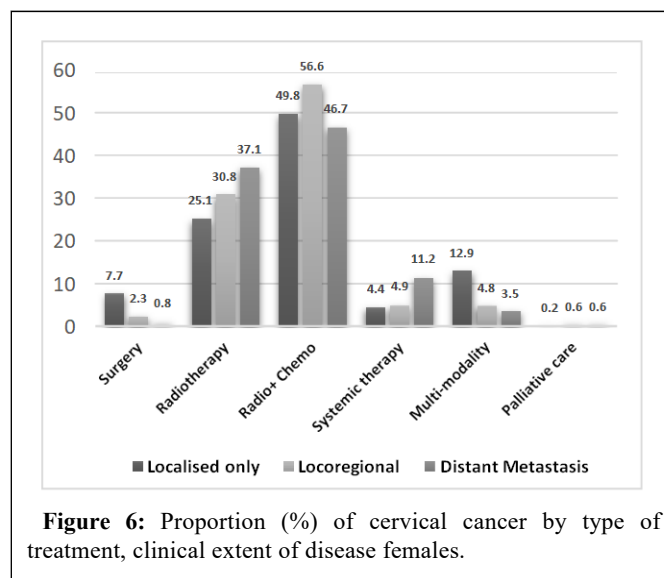 60
50
40
30
20
10
0
7.7
2.3
0.8
25.1
30.8
37.1
49.8
56.6
46.7
4.4
4.9
11.2
12.9
4.8
3.5
0.2
0.6
0.6
Surgery
Radiotherapy
Radio+ Chemo
Systemic therapy
Multi-modality
Palliative care
Localised only Locoregional Distant Metastasis
Figure 6: Proportion (%) of cervical cancer by type of
treatment, clinical extent of disease females.